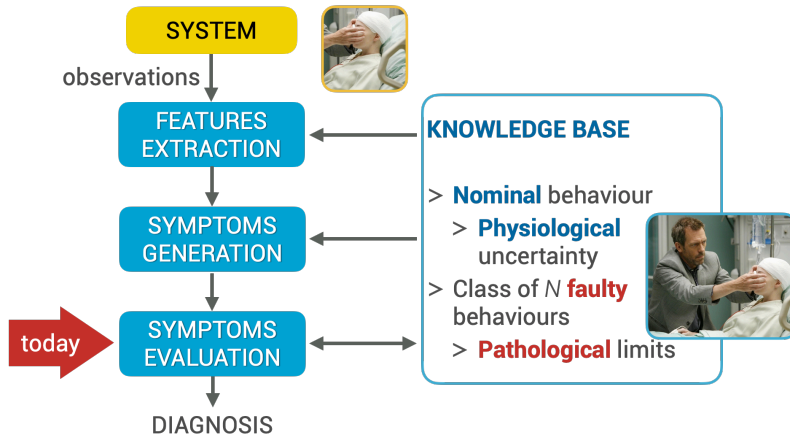 SYSTEM
observations
FEATURES
EXTRACTION
SYMPTOMS
GENERATION
today
SYMPTOMS
EVALUATION
DIAGNOSIS
KNOWLEDGE BASE
> Nominal behaviour
> Physiological
uncertainty
> Class of N faulty
behaviours
> Pathological limits